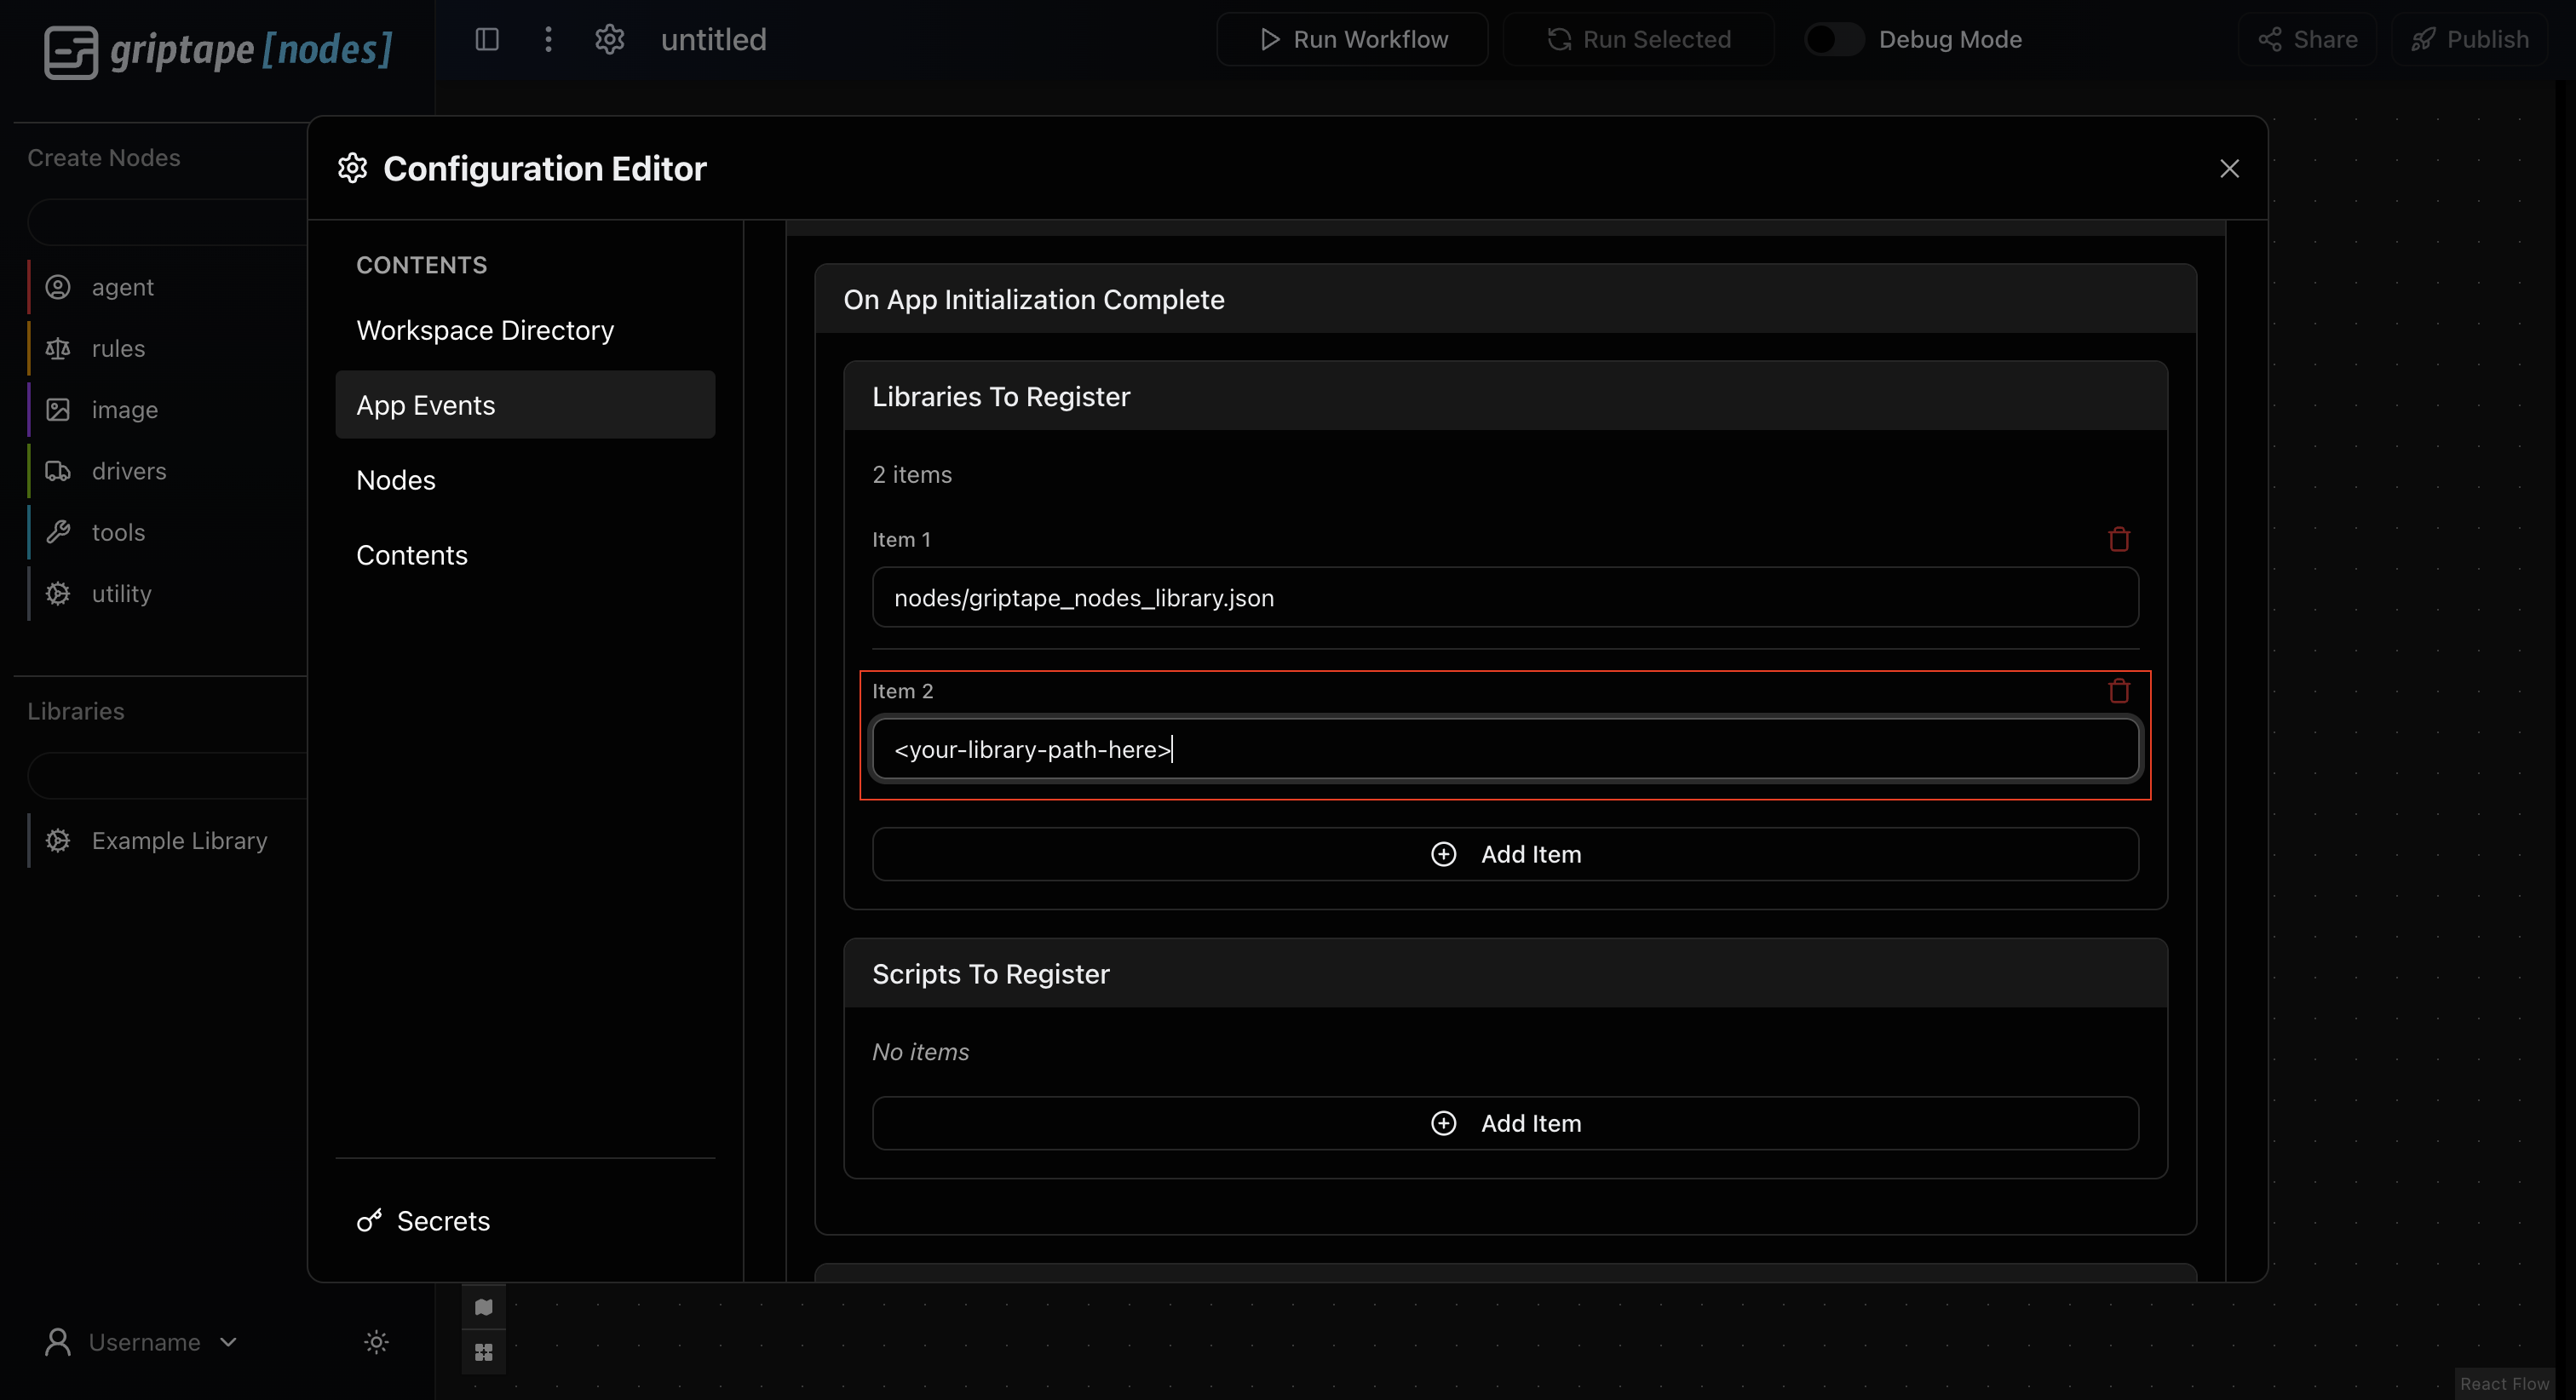 griptape [nodes]
untitled
Run Workflow
Run Selected
Debug Mode
Share
Publish
Create Nodes
agent
rules
image
drivers
tools
utility
Libraries
Example Library
Username
Configuration Editor
CONTENTS
Workspace Directory
App Events
Nodes
Contents
Secrets
On App Initialization Complete
Libraries To Register
2 items
Item 1
nodes/griptape_nodes_library.json
Item 2
<your-library-path-here>
Add Item
Scripts To Register
No items
Add Item
React Flow